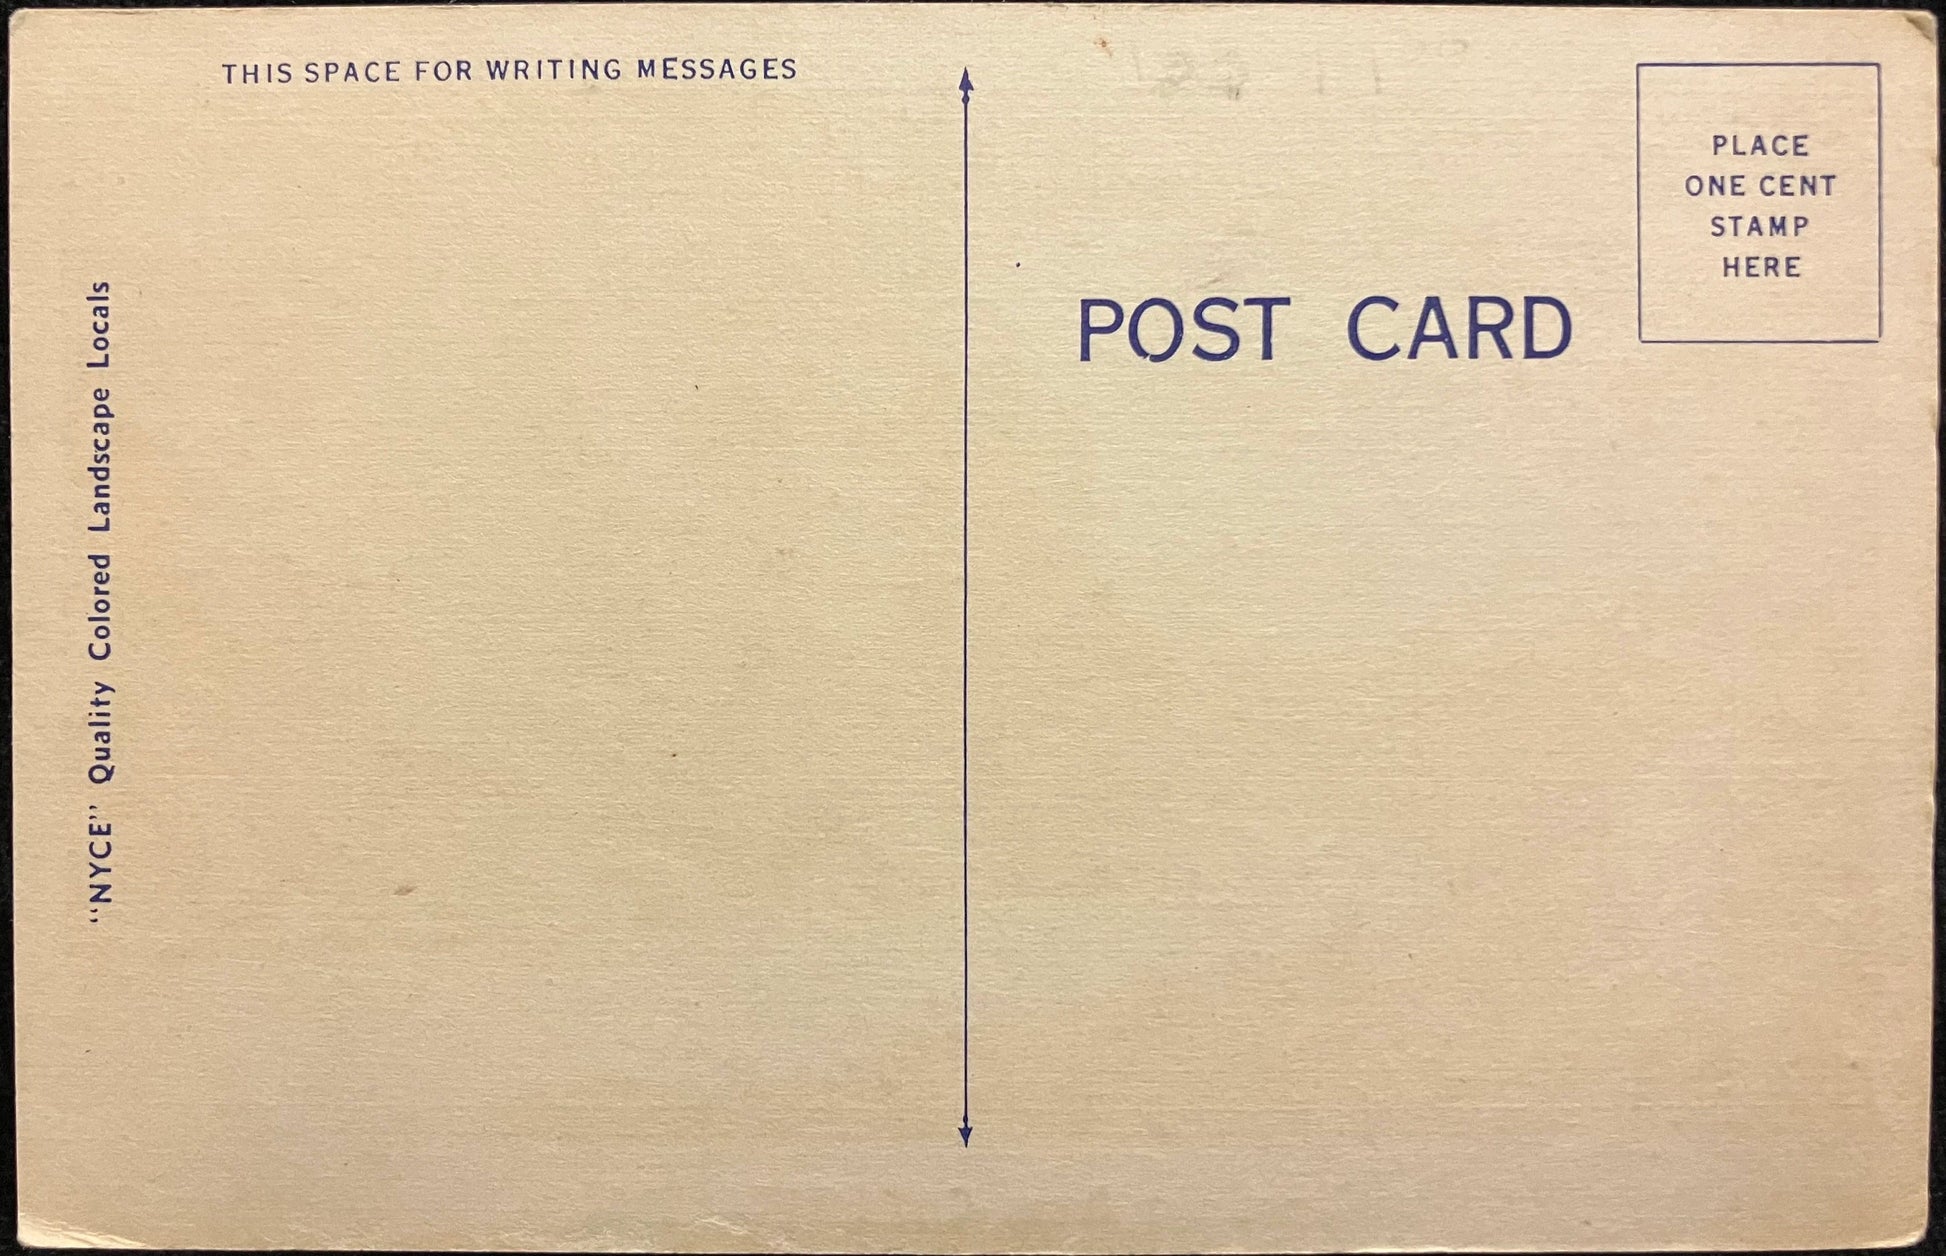 THIS SPACE FOR WRITING MESSAGES
"NYCE" Quality Colored Landscape Locals
POST CARD
PLACE
ONE CENT
STAMP
HERE